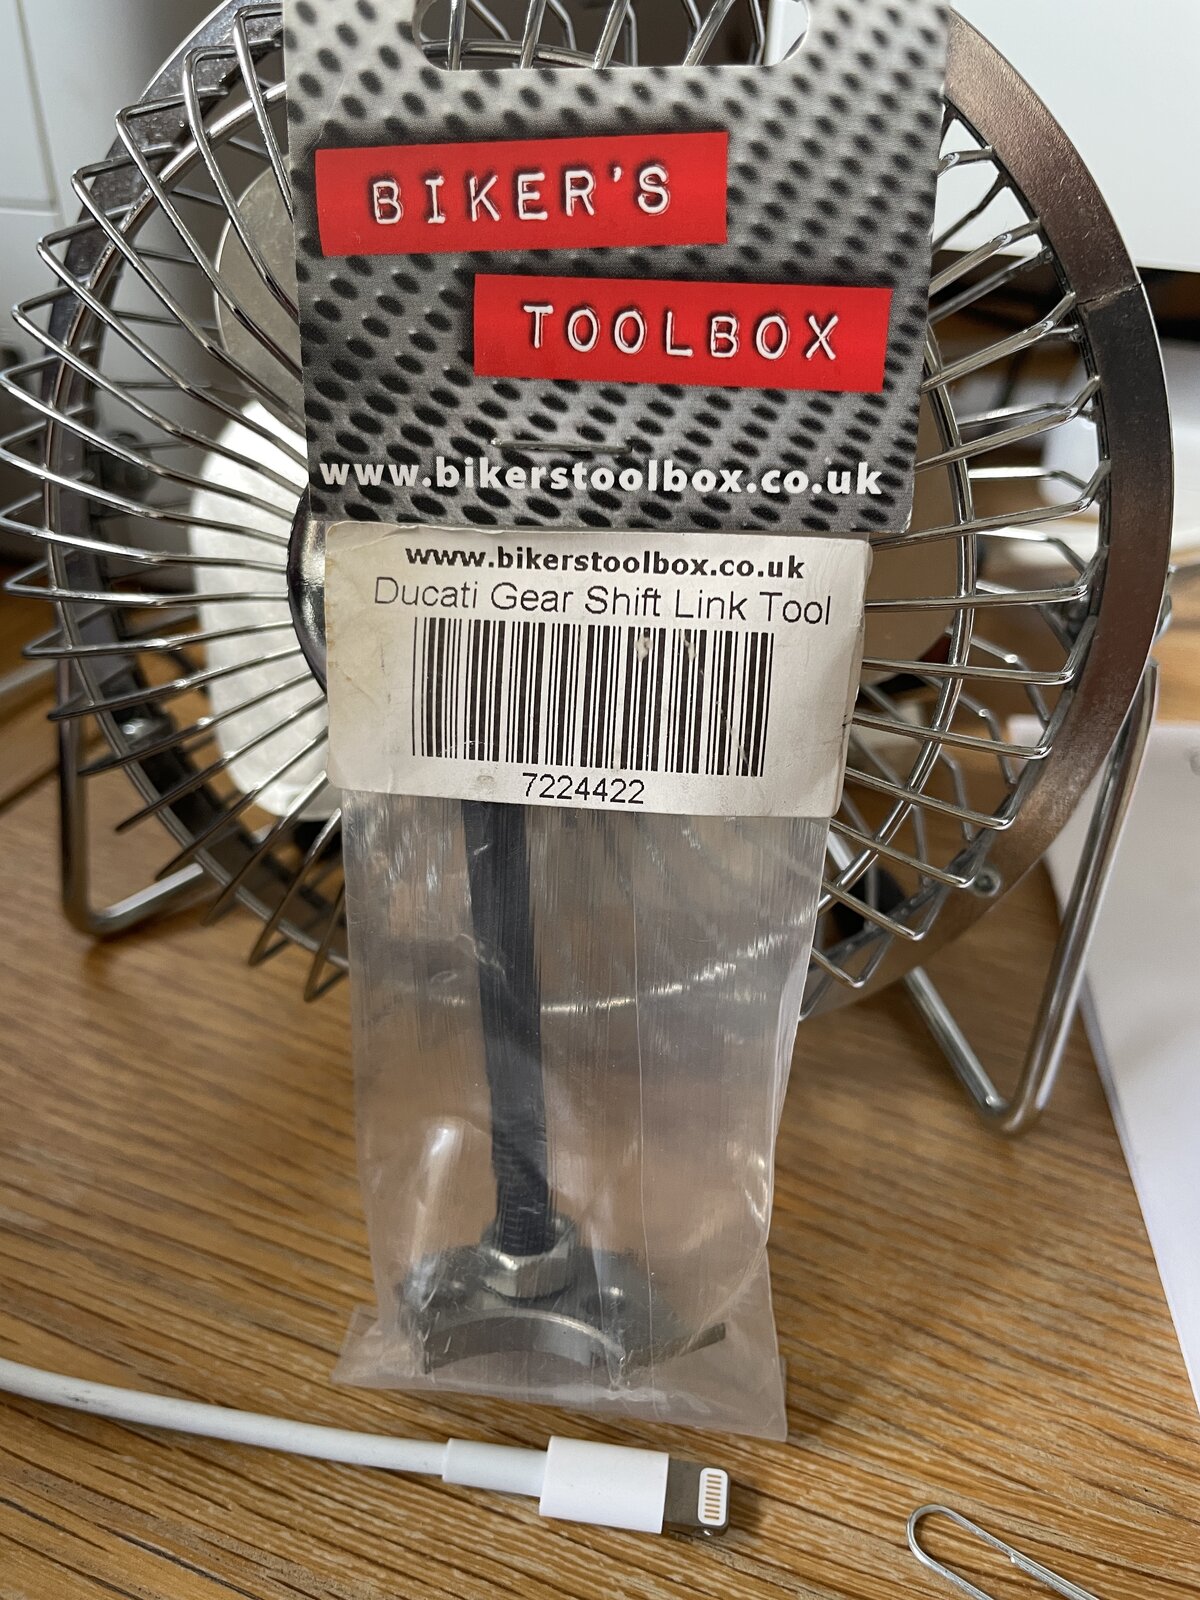 BIKER'S
TOOLBOX
www.bikerstoolbox.co.uk
www.bikerstoolbox.co.uk
Ducati Gear Shift Link Tool
7224422